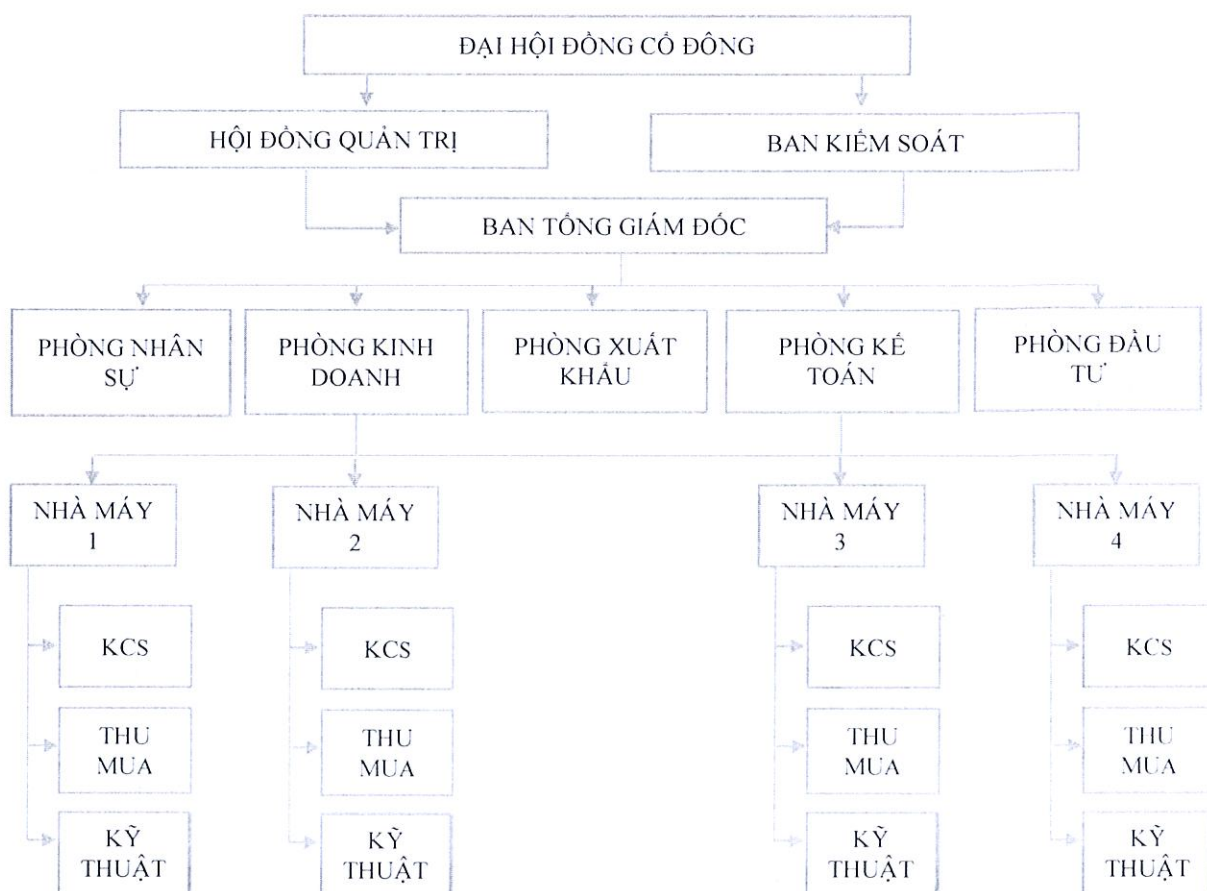 ĐẠI HỘI ĐỒNG CỔ ĐÔNG
HỘI ĐỒNG QUẢN TRỊ
BAN KIỂM SOÁT
BAN TỔNG GIÁM ĐỐC
PHÒNG NHÂN
SỰ
PHÒNG KINH
DOANH
PHÒNG XUẤT
KHẨU
PHÒNG KẾ
TOÁN
PHÒNG ĐẦU
TƯ
NHÀ MÁY
1
NHÀ MÁY
2
NHÀ MÁY
3
NHÀ MÁY
4
KCS
KCS
KCS
KCS
THU
MUA
THU
MUA
THU
MUA
THU
MUA
KỸ
THUẬT
KỸ
THUẬT
KỸ
THUẬT
KỸ
THUẬT